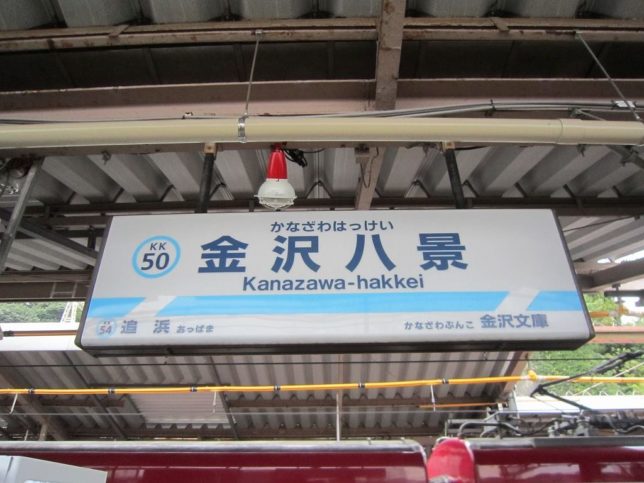 かなざわはっけい
KK
50
金沢八景
Kanazawa-hakkei
54
追浜 おっぱま
かなざわぶんこ 金沢文庫